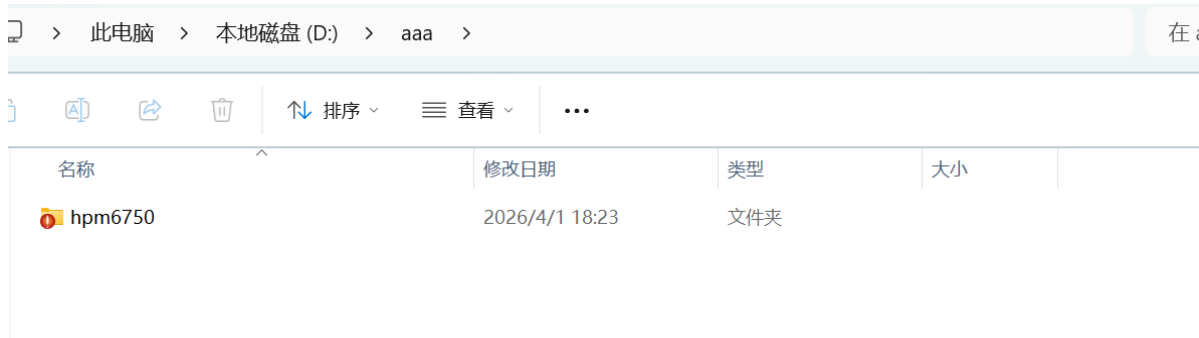 此电脑 > 本地磁盘 (D:) > aaa > 在 a
排序 查看 •••
名称 修改日期 类型 大小
hpm6750 2026/4/1 18:23 文件夹